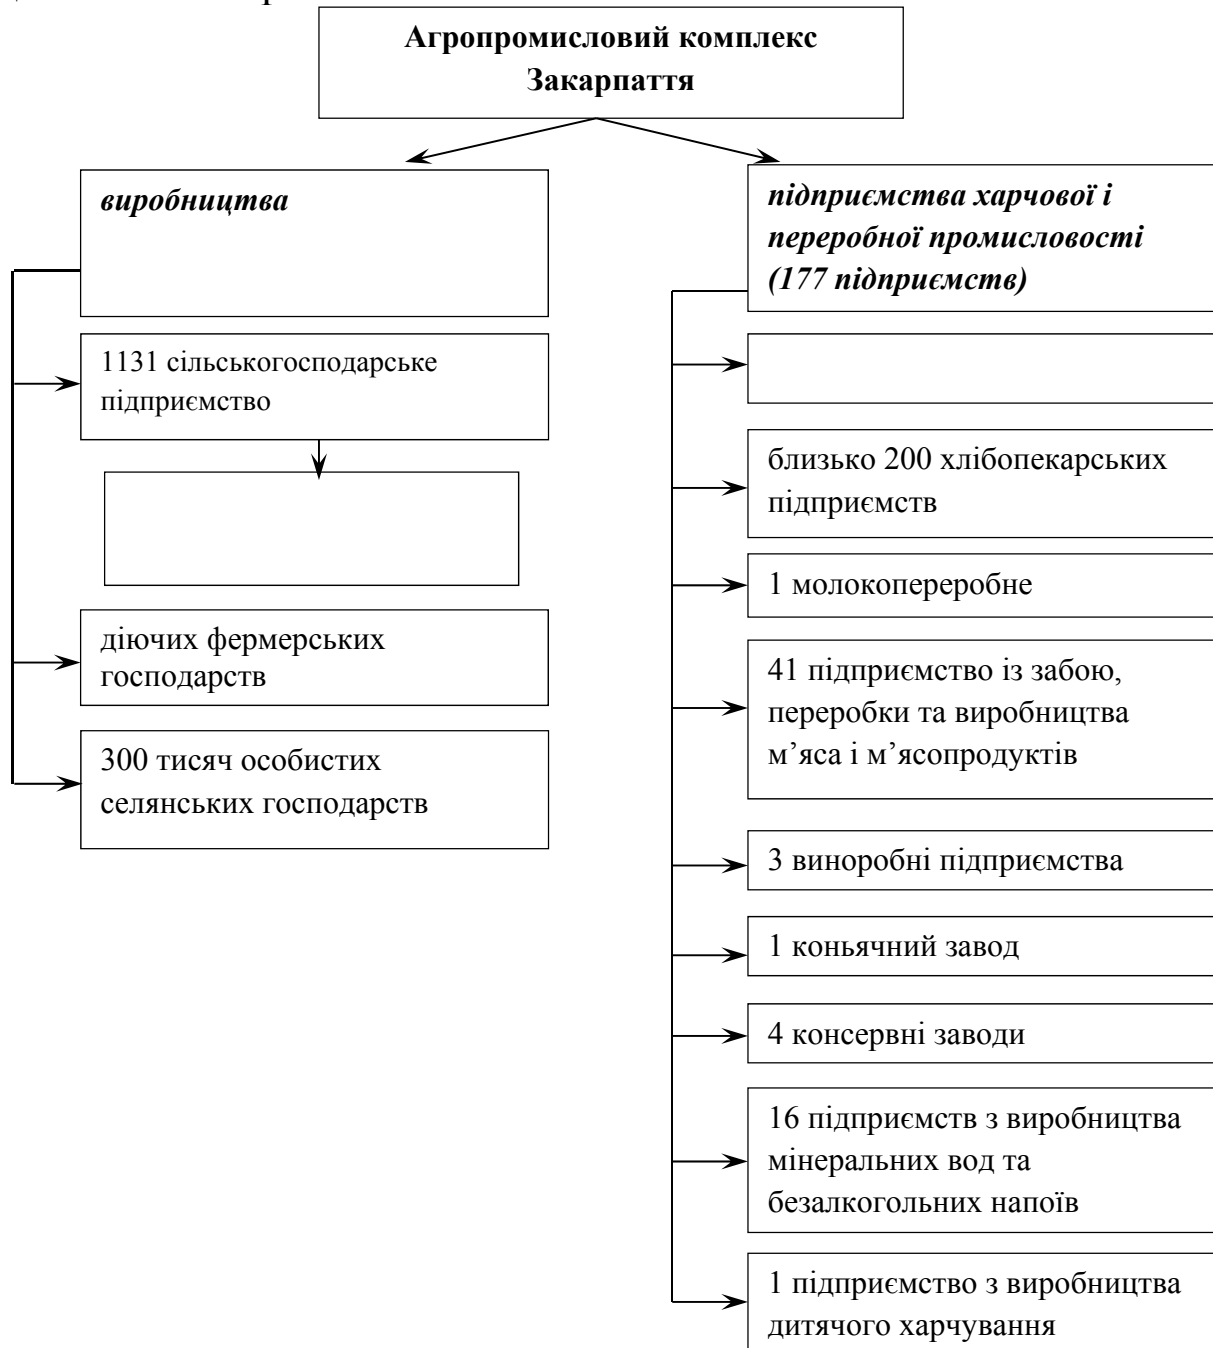 Агропромисловий комплекс
Закарпаття
виробництва
1131 сільськогосподарське
підприємство
діючих фермерських
господарств
300 тисяч особистих
селянських господарств
підприємства харчової і
переробної промисловості
(177 підприємств)
близько 200 хлібопекарських
підприємств
1 молокопереробне
41 підприємство із забою,
переробки та виробництва
м’яса і м’ясопродуктів
3 виноробні підприємства
1 коньячний завод
4 консервні заводи
16 підприємств з виробництва
мінеральних вод та
безалкогольних напоїв
1 підприємство з виробництва
дитячого харчування